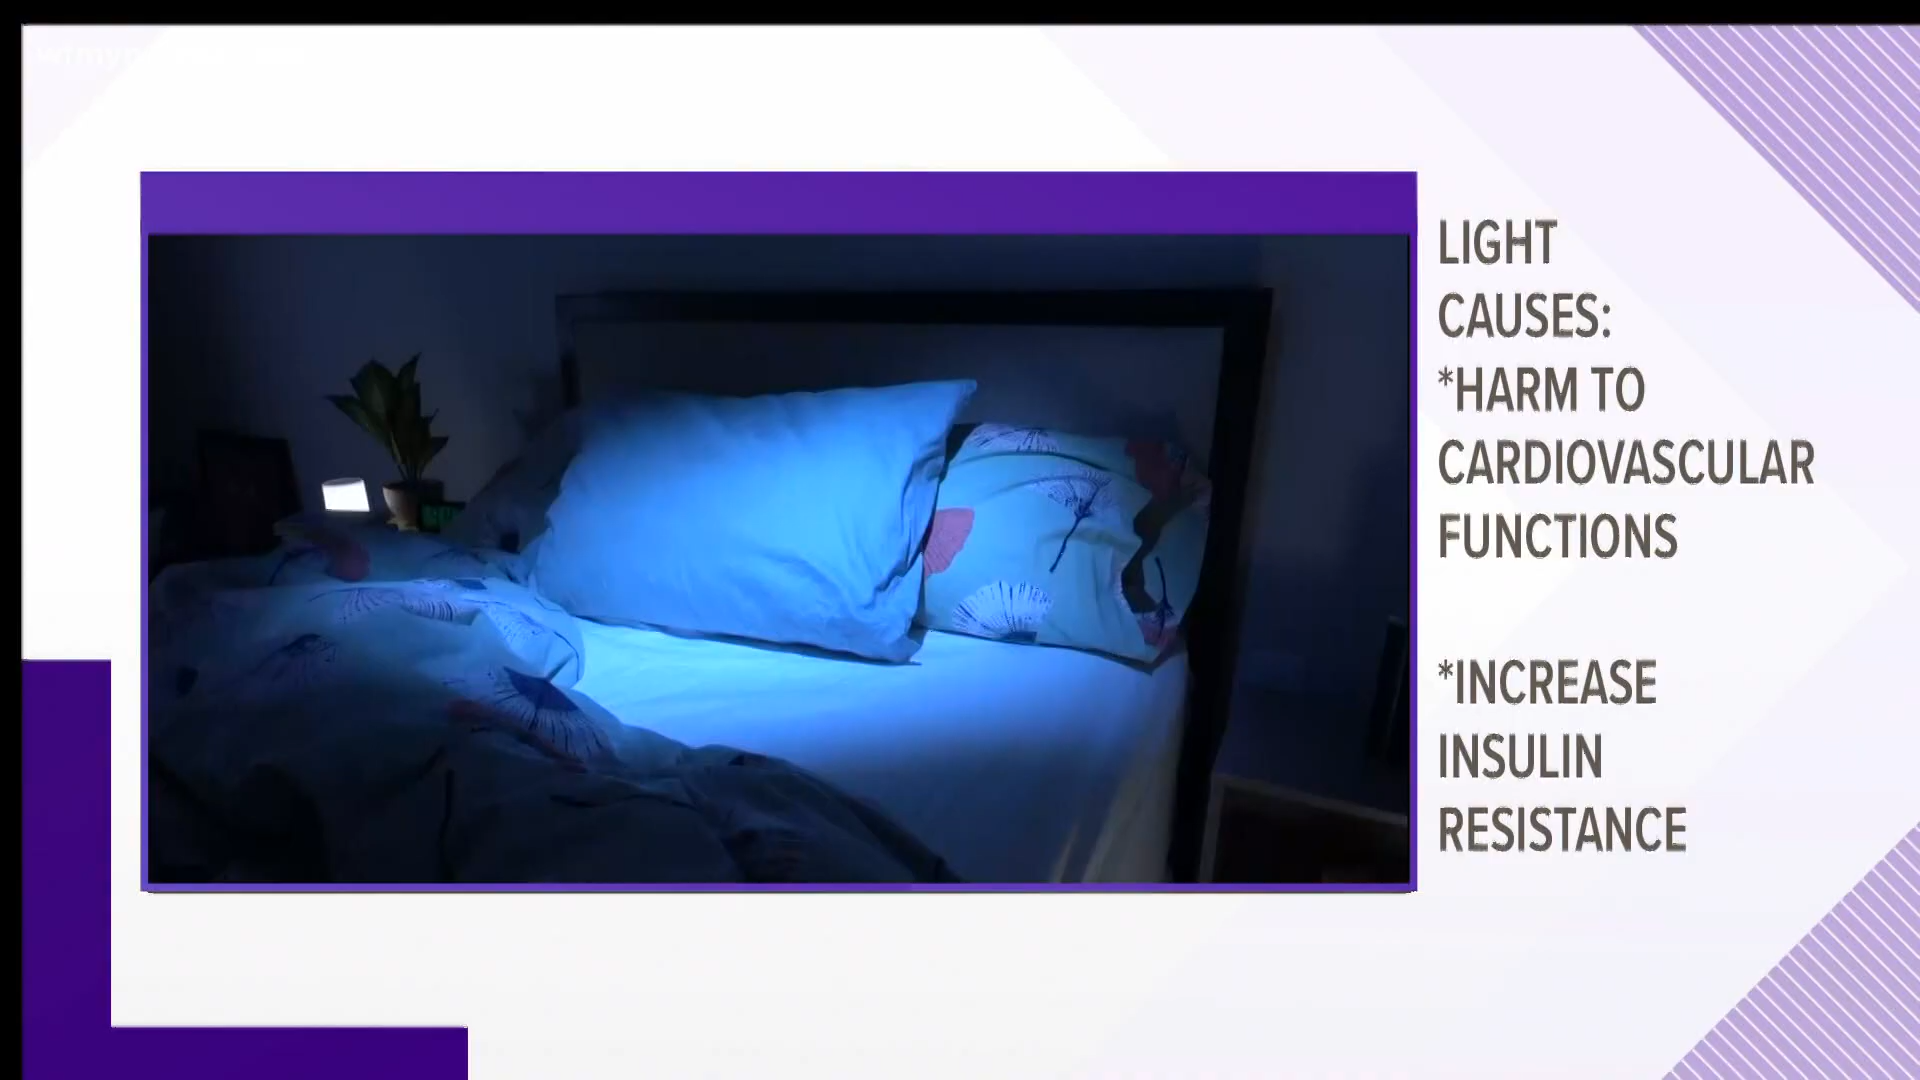 LIGHT
CAUSES:
*HARM TO
CARDIOVASCULAR
FUNCTIONS
*INCREASE
INSULIN
RESISTANCE